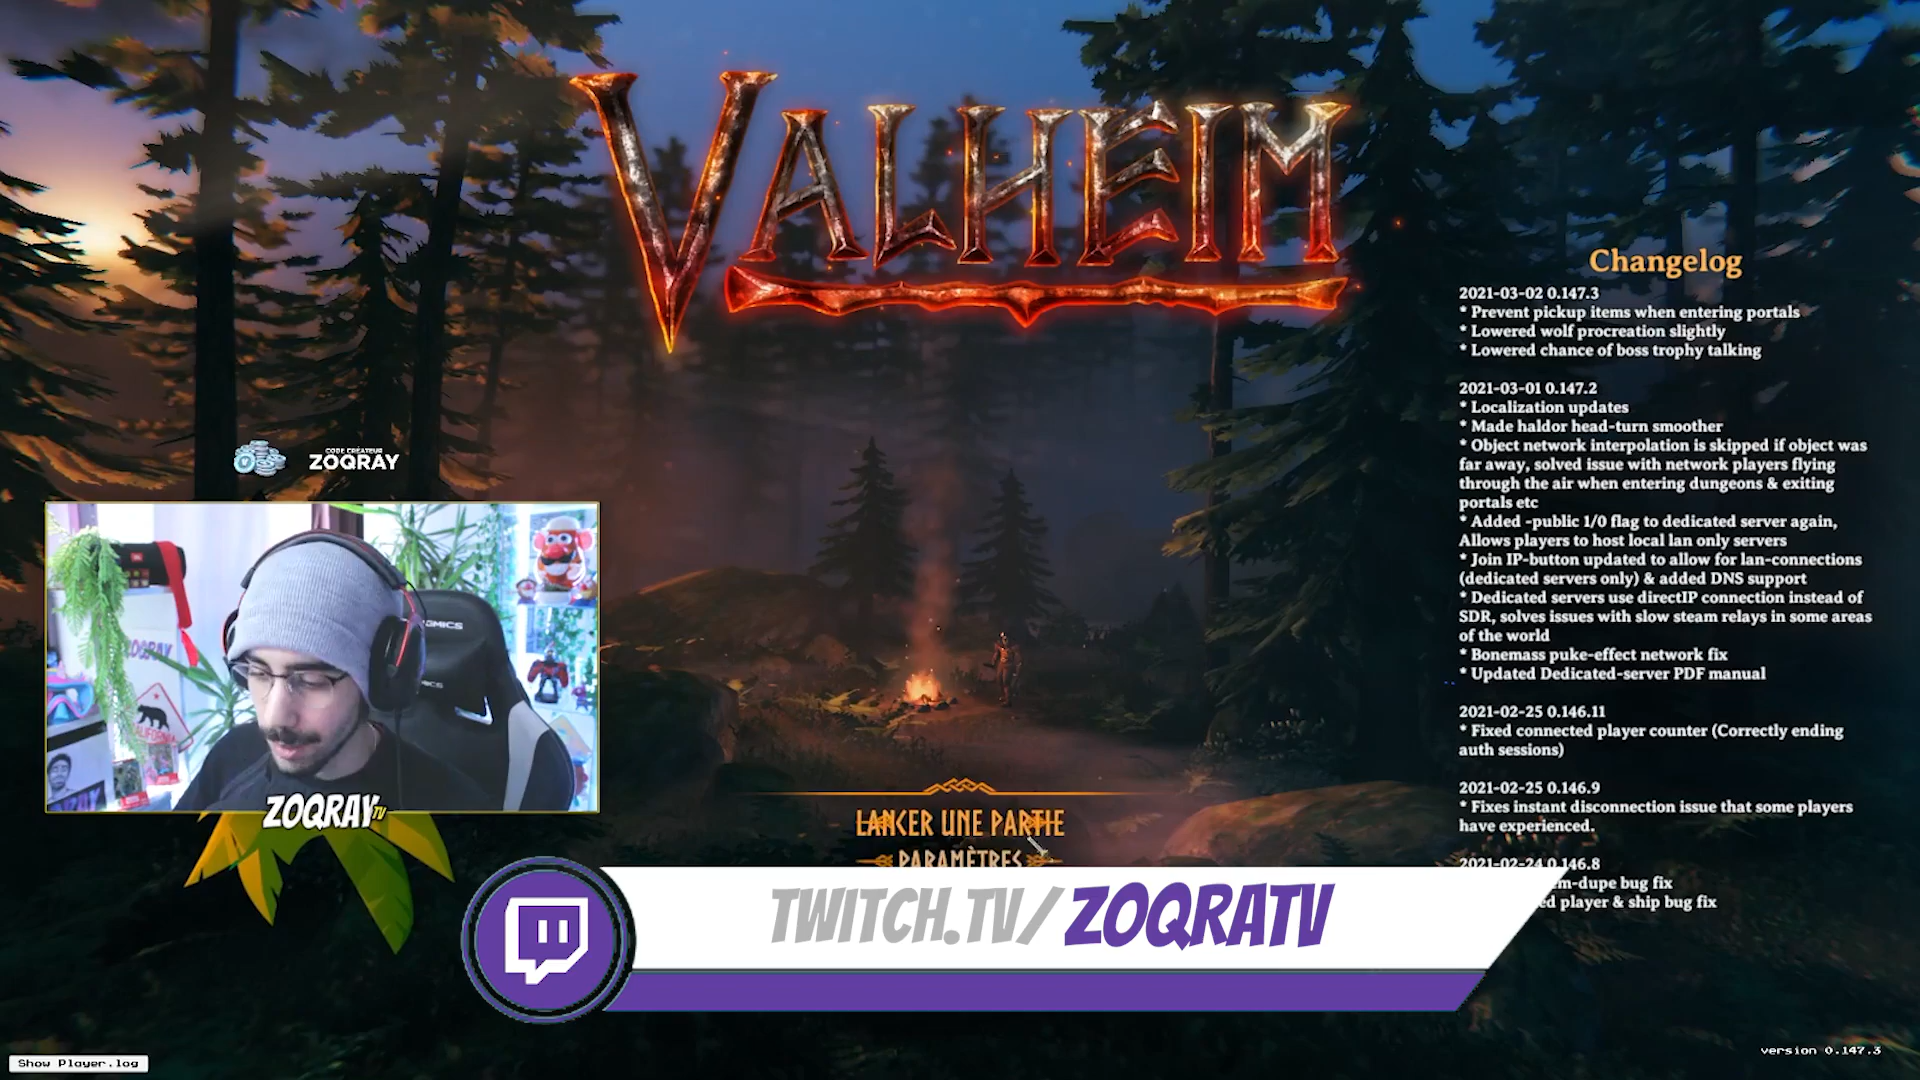 VALHEIM
Changelog
2021-03-02 0.147.3
* Prevent pickup items when entering portals
* Lowered wolf procreation slightly
* Lowered chance of boss trophy talking
2021-03-01 0.147.2
* Localization updates
* Made haldor head-turn smoother
* Object network interpolation is skipped if object was
far away, solved issue with network players flying
through the air when entering dungeons & exiting
portals etc
* Added -public 1/0 flag to dedicated server again,
Allows players to host local lan only servers
* Join IP-button updated to allow for lan-connections
(dedicated servers only) & added DNS support
* Dedicated servers use directIP connection instead of
SDR, solves issues with slow steam relays in some areas
of the world
* Bonemass puke-effect network fix
* Updated Dedicated-server PDF manual
2021-02-25 0.146.11
* Fixed connected player counter (Correctly ending
auth sessions)
2021-02-25 0.146.9
* Fixes instant disconnection issue that some players
have experienced.
2021-02-24 0.146.8
m-dupe bug fix
ed player & ship bug fix
CODE CRÉATEUR
ZOQRAY
ZOQRAY
CALIFORNIA
ZOQRAYTV
LANCER UNE PARTIE
PARAMÈTRES
TWITCH.TV/ZOQRATV
Show Player.log
version 0.147.3